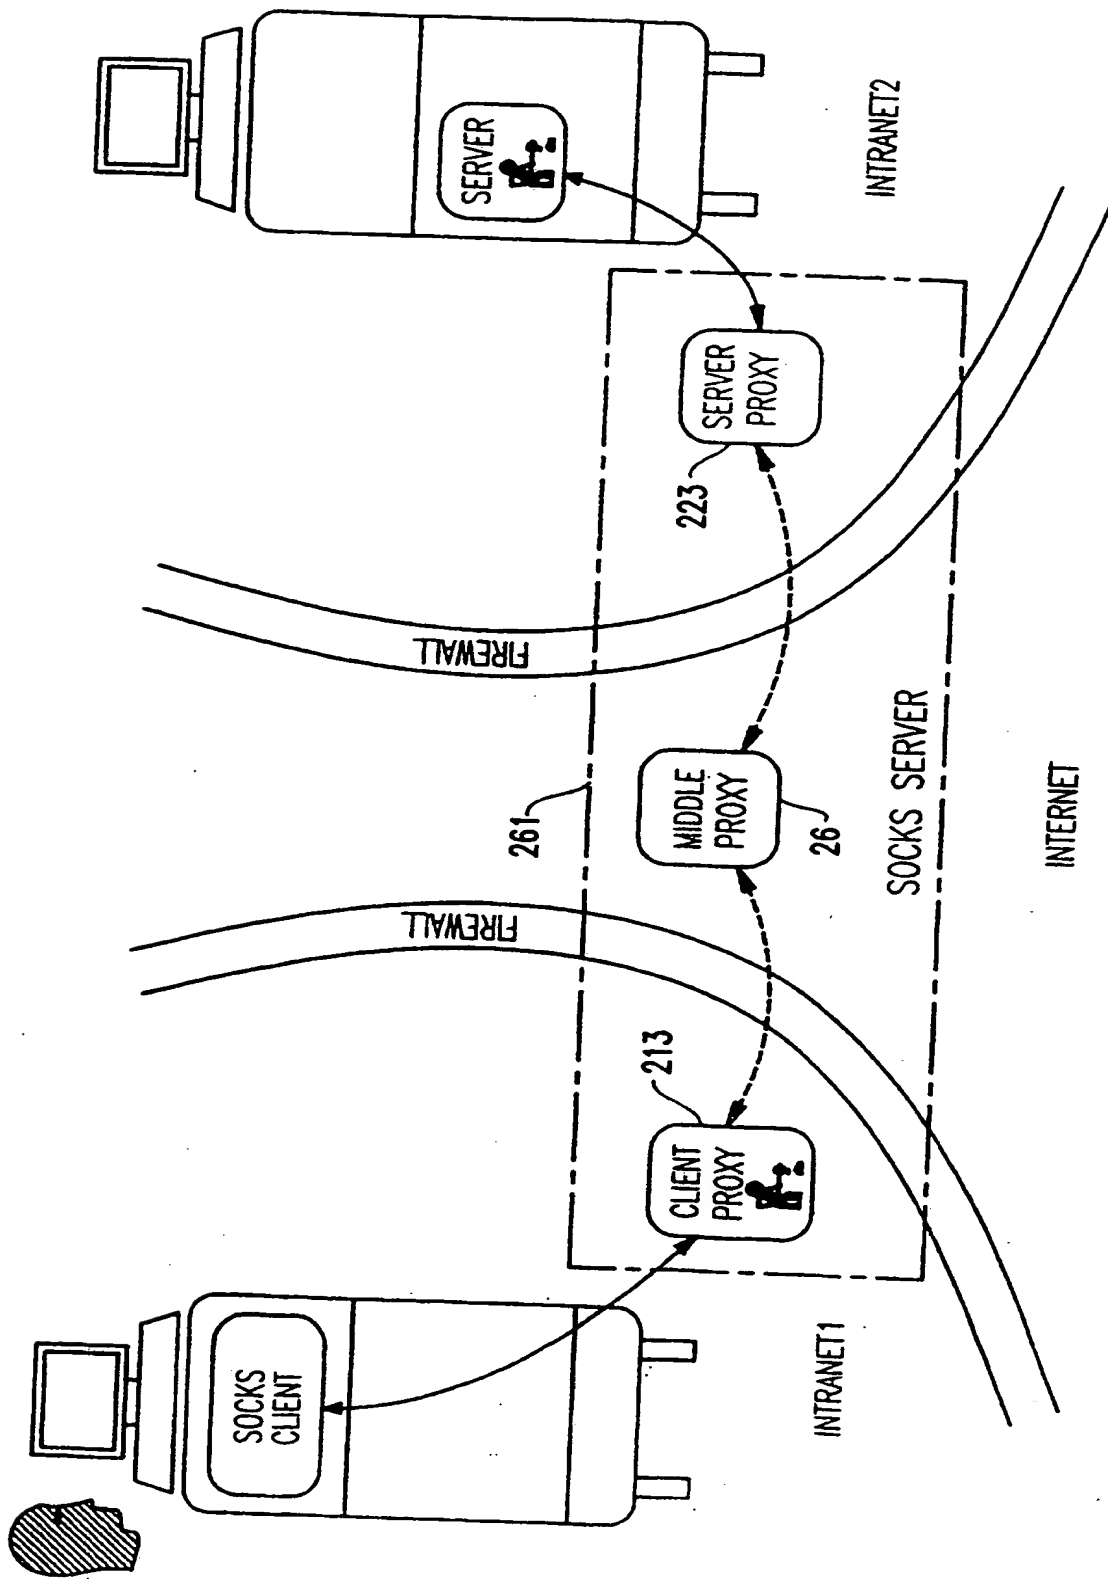 SOCKS
CLIENT
INTRANET1
CLIENT
PROXY
213
FIREWALL
261
MIDDLE
PROXY
26
SOCKS SERVER
INTERNET
FIREWALL
223
SERVER
PROXY
SERVER
INTRANET2